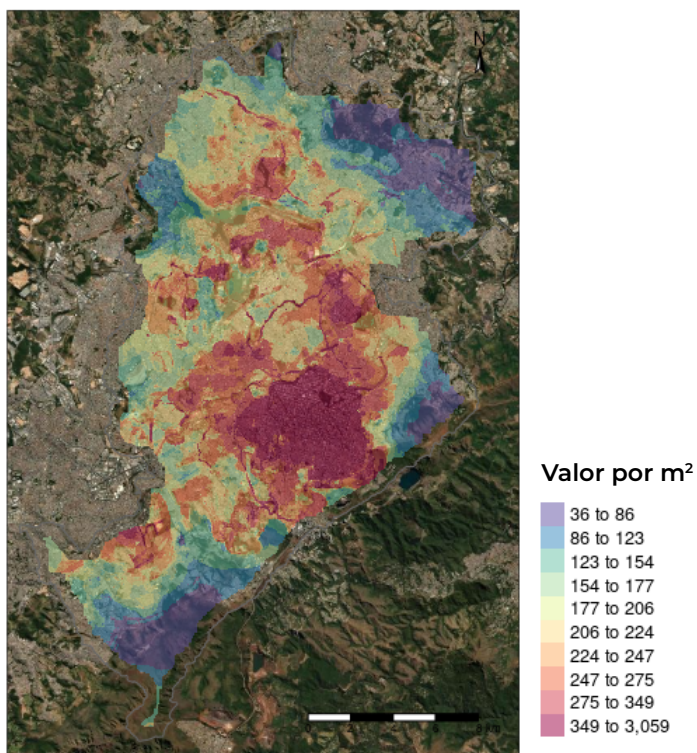 N
Valor por m²
36 to 86
86 to 123
123 to 154
154 to 177
177 to 206
206 to 224
224 to 247
247 to 275
275 to 349
349 to 3,059